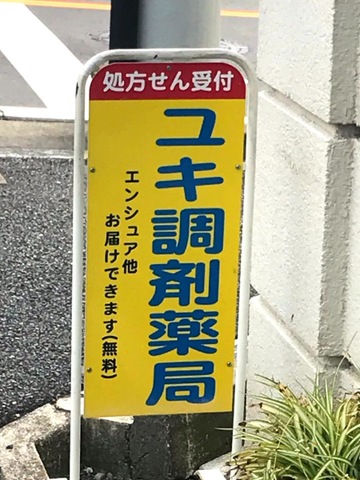 処方せん受付
ユキ調剤薬局
エンシュア他
お届けできます(無料)